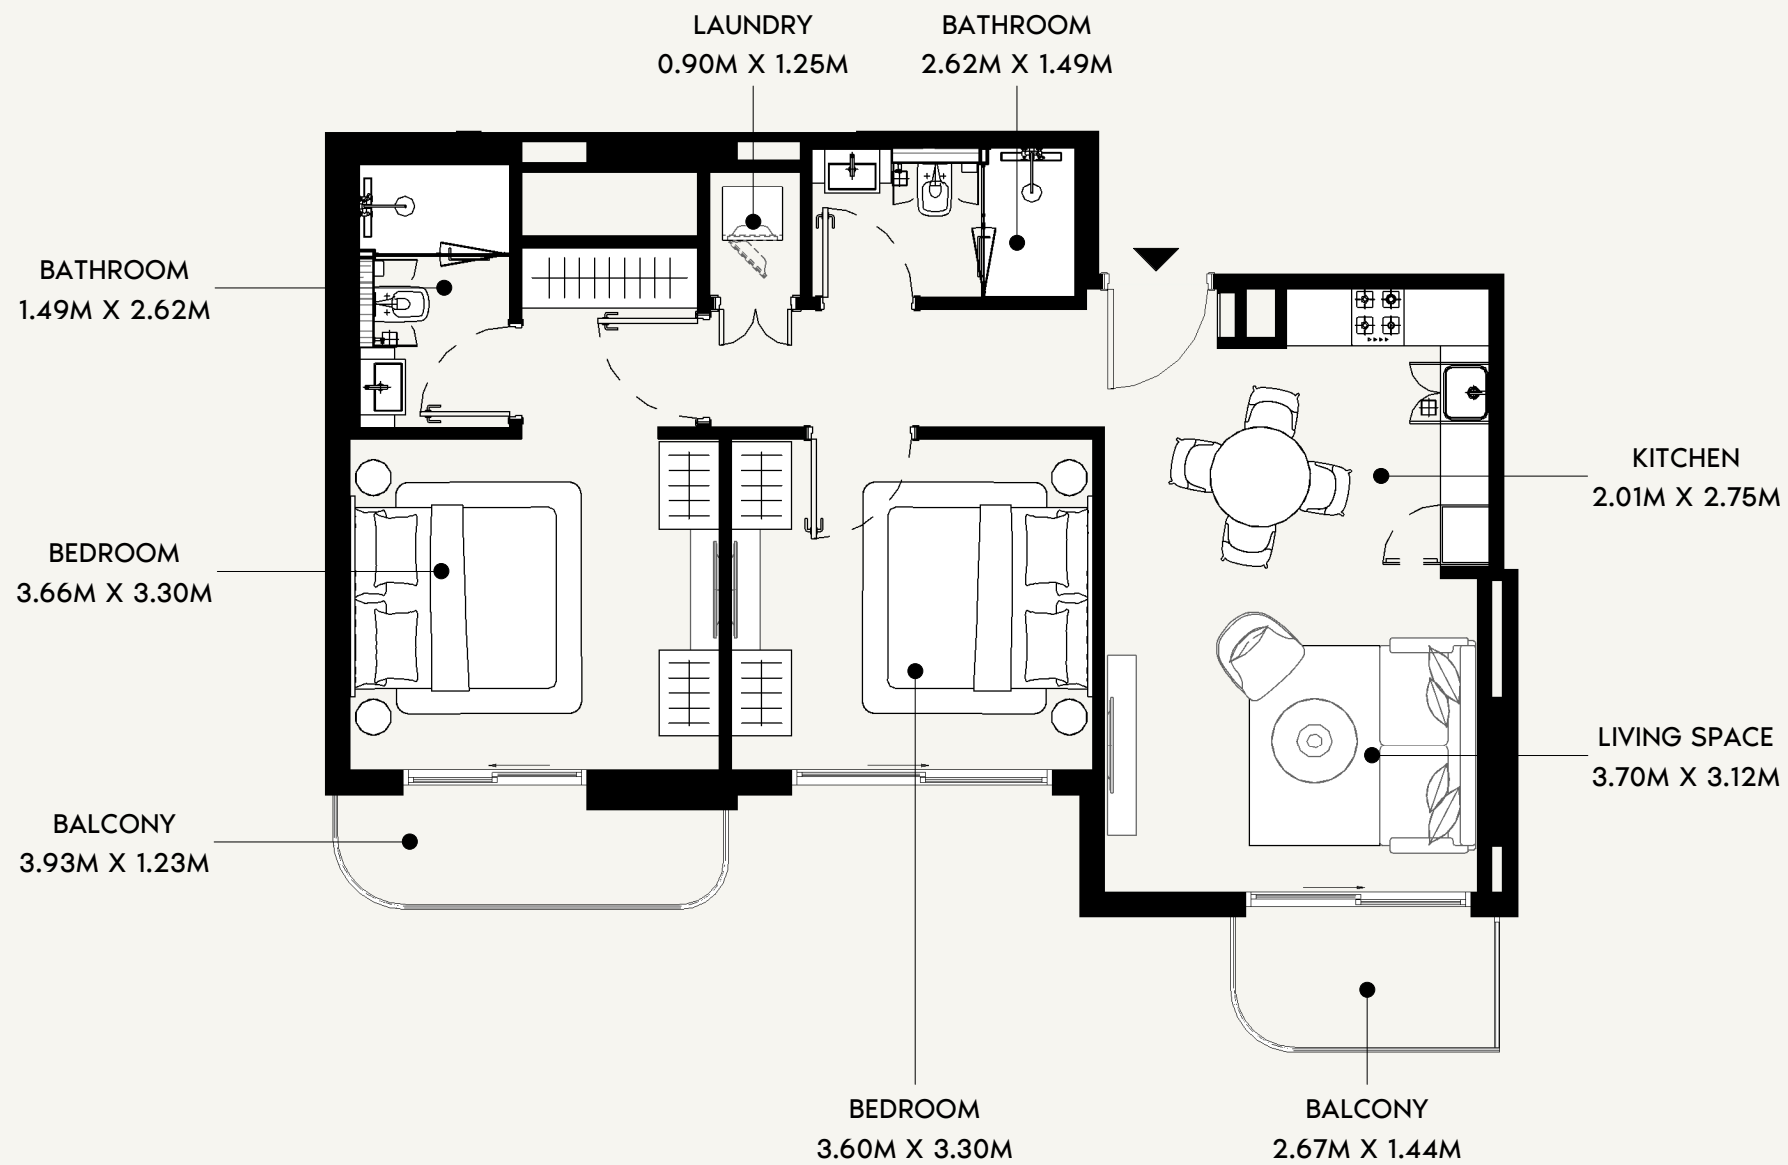 LAUNDRY
0.90M X 1.25M
BATHROOM
2.62M X 1.49M
BATHROOM
1.49M X 2.62M
KITCHEN
2.01M X 2.75M
BEDROOM
3.66M X 3.30M
LIVING SPACE
3.70M X 3.12M
BALCONY
3.93M X 1.23M
BEDROOM
3.60M X 3.30M
BALCONY
2.67M X 1.44M